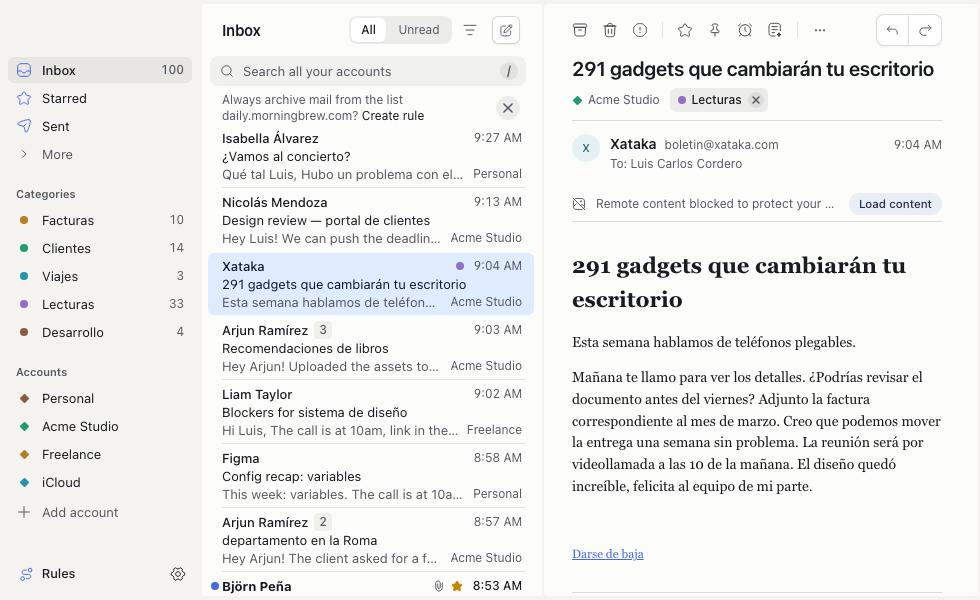 Inbox
100
Starred
Sent
More
Categories
Facturas
10
Clientes
14
Viajes
3
Lecturas
33
Desarrollo
4
Accounts
Personal
Acme Studio
Freelance
iCloud
Add account
Rules
Inbox
All
Unread
Search all your accounts
/
Always archive mail from the list
daily.morningbrew.com? Create rule
Isabella Álvarez
9:27 AM
¿Vamos al concierto?
Qué tal Luis, Hubo un problema con el...
Personal
Nicolás Mendoza
9:13 AM
Design review — portal de clientes
Hey Luis! We can push the deadlin...
Acme Studio
Xataka
9:04 AM
291 gadgets que cambiarán tu escritorio
Esta semana hablamos de teléfon...
Acme Studio
Arjun Ramírez
3
9:03 AM
Recomendaciones de libros
Hey Arjun! Uploaded the assets to...
Acme Studio
Liam Taylor
9:02 AM
Blockers for sistema de diseño
Hi Luis, The call is at 10am, link in the...
Freelance
Figma
8:58 AM
Config recap: variables
This week: variables. The call is at 10a...
Personal
Arjun Ramírez
2
8:57 AM
departamento en la Roma
Hey Arjun! The client asked for a f...
Acme Studio
Björn Peña
8:53 AM
291 gadgets que cambiarán tu escritorio
Acme Studio
Lecturas
X
Xataka
boletin@xataka.com
9:04 AM
To: Luis Carlos Cordero
Remote content blocked to protect your ...
Load content
291 gadgets que cambiarán tu
escritorio
Esta semana hablamos de teléfonos plegables.
Mañana te llamo para ver los detalles. ¿Podrías revisar el
documento antes del viernes? Adjunto la factura
correspondiente al mes de marzo. Creo que podemos mover
la entrega una semana sin problema. La reunión será por
videollamada a las 10 de la mañana. El diseño quedó
increíble, felicita al equipo de mi parte.
Darse de baja